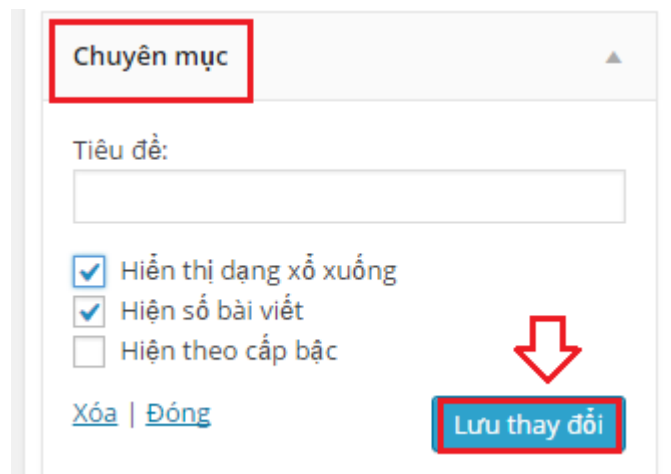 Chuyên mục
Tiêu đề:
Hiển thị dạng xổ xuống
Hiện số bài viết
Hiện theo cấp bậc
Xóa | Đóng
Lưu thay đổi